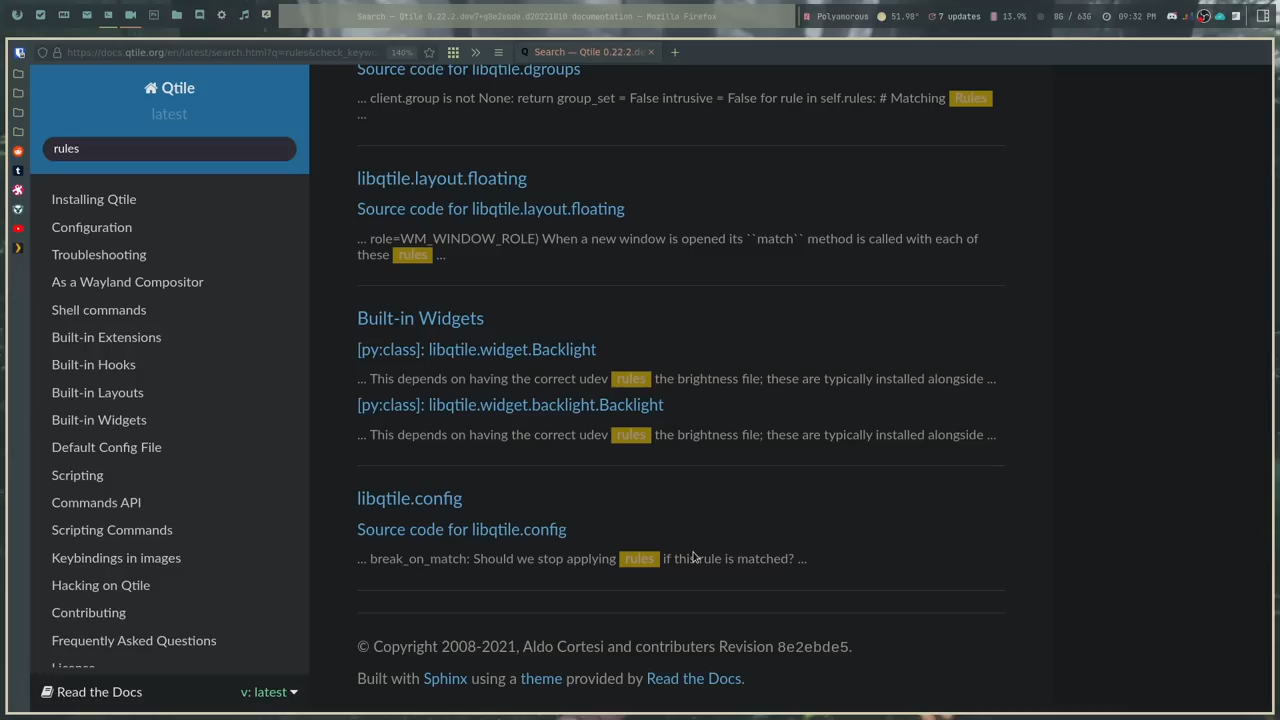 Search — Qtile 0.22.2.dev7+g8e2ebde.d20221018 documentation — Mozilla Firefox
Polyamorous
51.98°
7 updates
13.9%
8G / 63G
09:32 PM
https://docs.qtile.org/en/latest/search.html?q=rules&check_keywo
140%
Search — Qtile 0.22.2.de
Qtile
latest
rules
Installing Qtile
Configuration
Troubleshooting
As a Wayland Compositor
Shell commands
Built-in Extensions
Built-in Hooks
Built-in Layouts
Built-in Widgets
Default Config File
Scripting
Commands API
Scripting Commands
Keybindings in images
Hacking on Qtile
Contributing
Frequently Asked Questions
License
Read the Docs
v: latest
Source code for libqtile.dgroups
... client.group is not None: return group_set = False intrusive = False for rule in self.rules: # Matching Rules
...
libqtile.layout.floating
Source code for libqtile.layout.floating
... role=WM_WINDOW_ROLE) When a new window is opened its ``match`` method is called with each of
these rules ...
Built-in Widgets
[py:class]: libqtile.widget.Backlight
... This depends on having the correct udev rules the brightness file; these are typically installed alongside ...
[py:class]: libqtile.widget.backlight.Backlight
... This depends on having the correct udev rules the brightness file; these are typically installed alongside ...
libqtile.config
Source code for libqtile.config
... break_on_match: Should we stop applying rules if this rule is matched? ...
© Copyright 2008-2021, Aldo Cortesi and contributers Revision 8e2ebde5.
Built with Sphinx using a theme provided by Read the Docs.